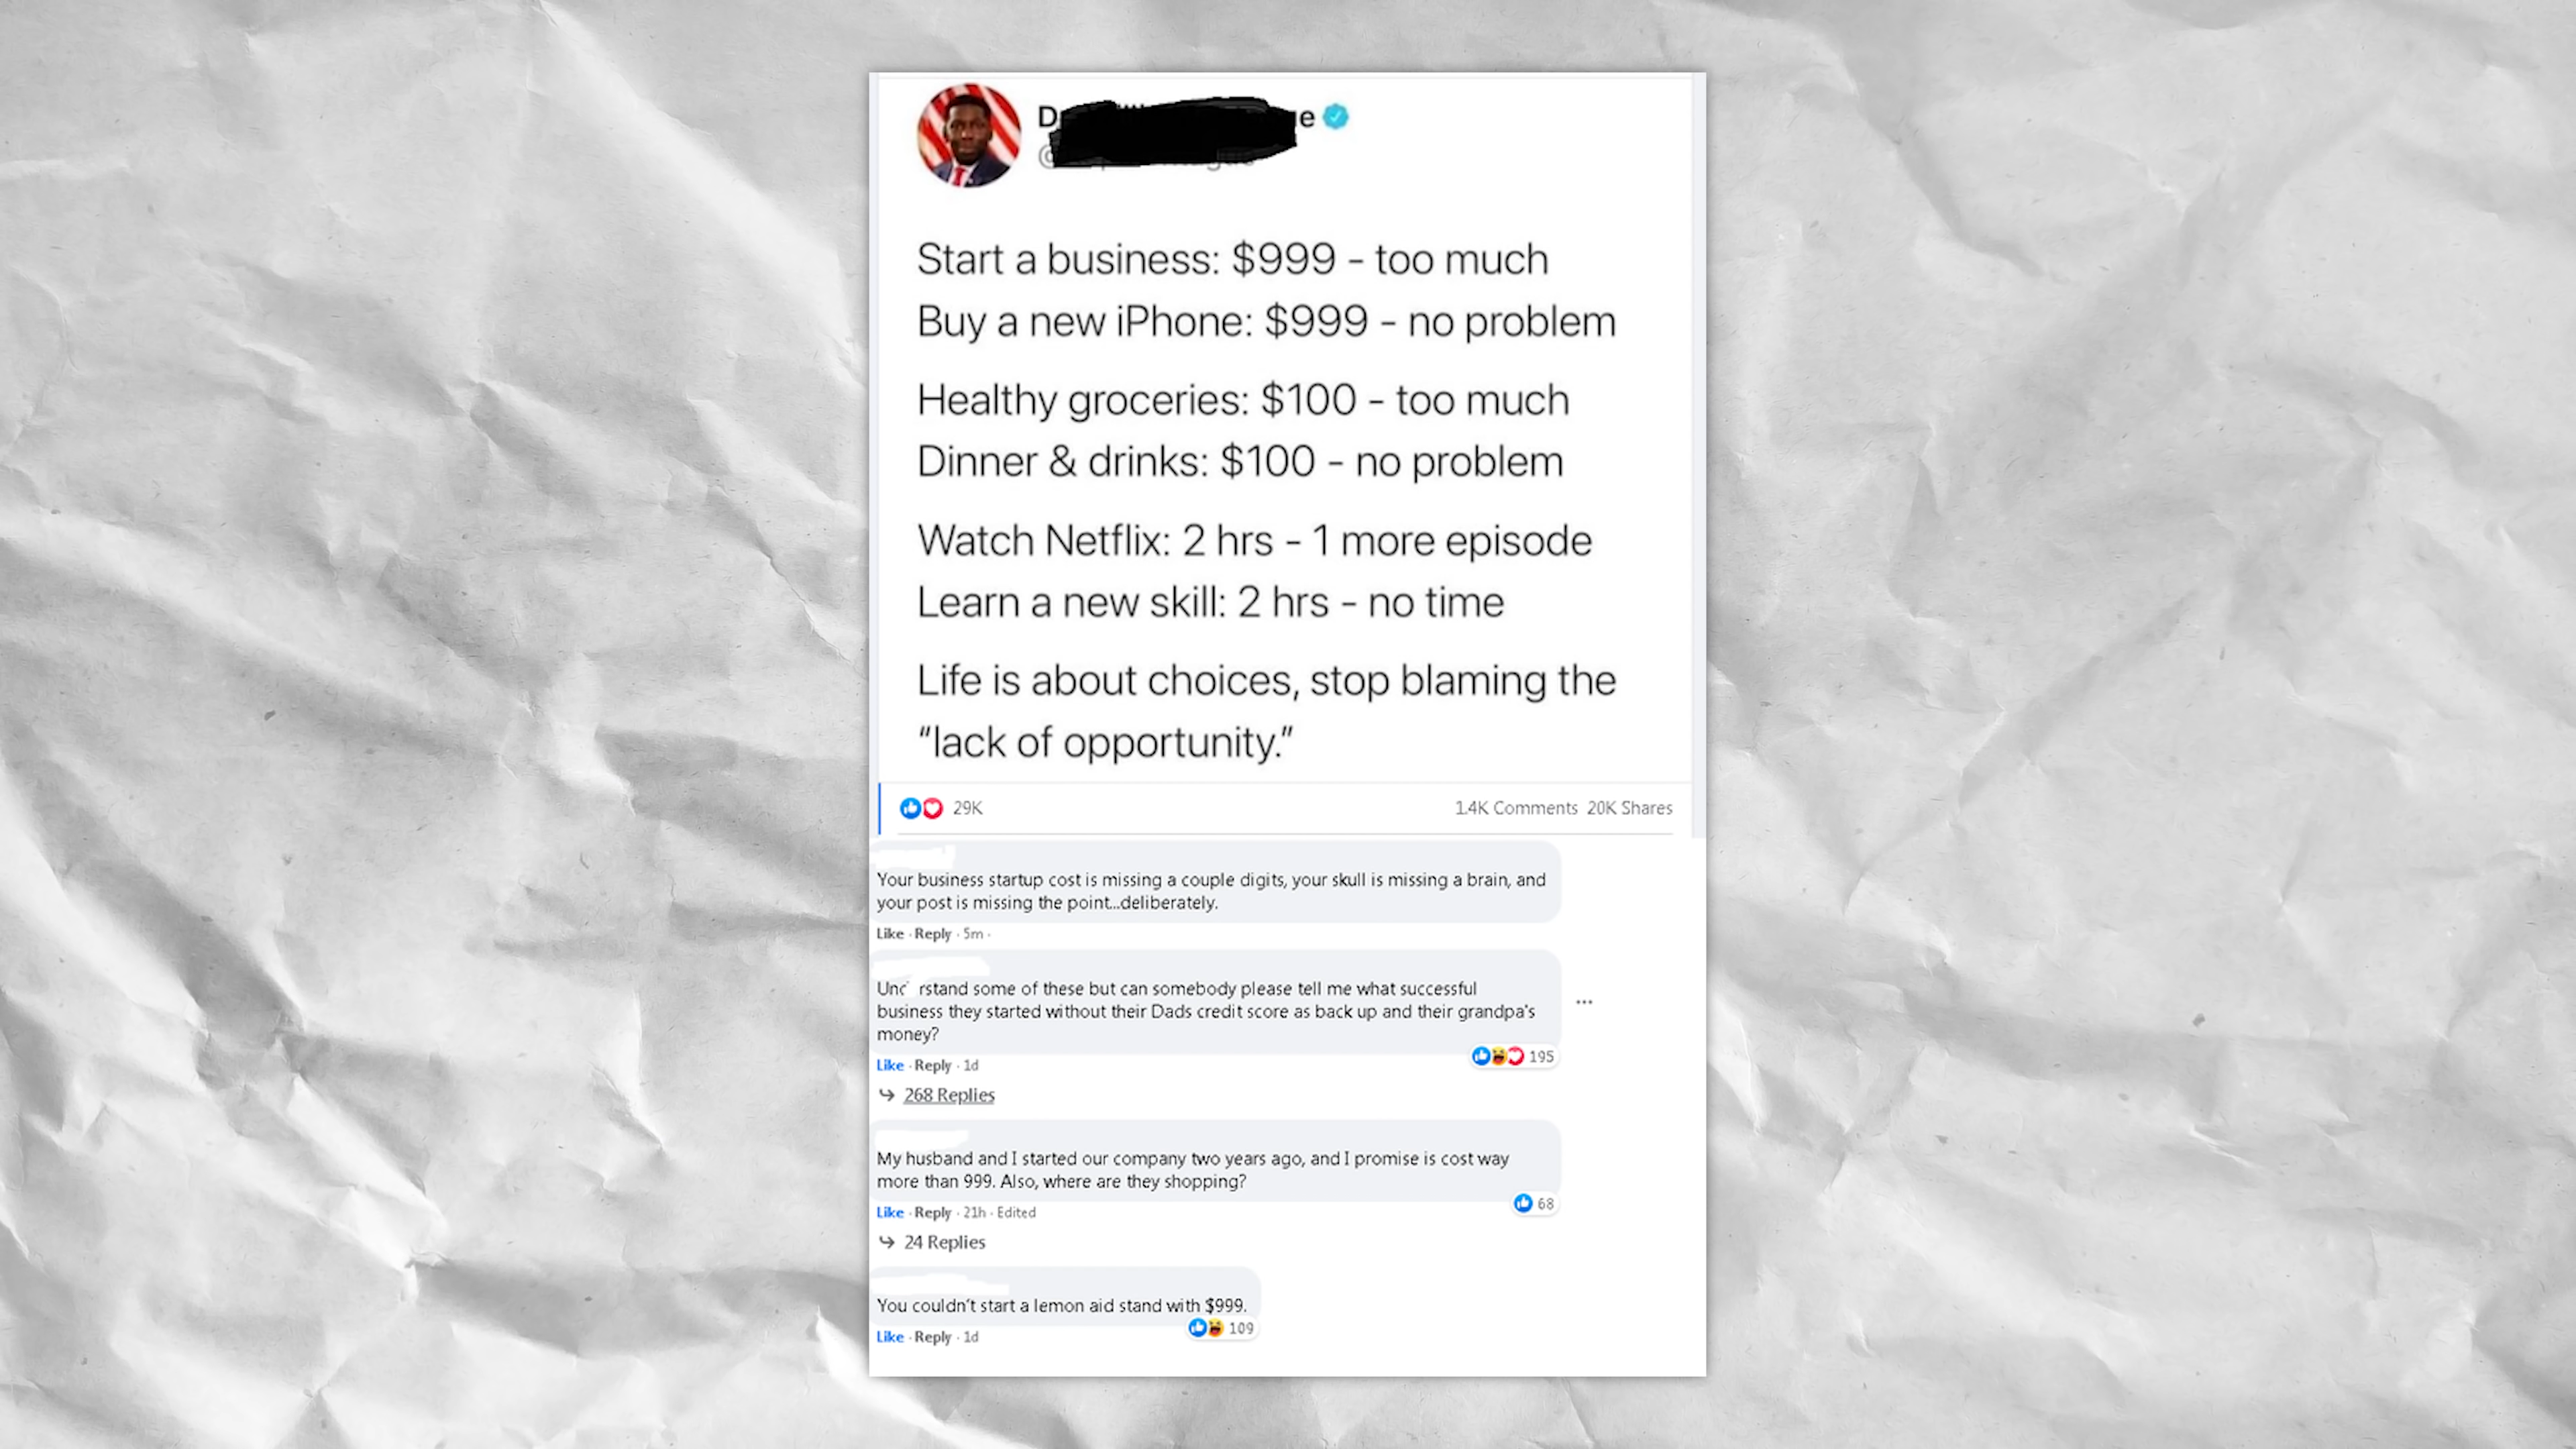 Start a business: $999 - too much
Buy a new iPhone: $999 - no problem
Healthy groceries: $100 - too much
Dinner & drinks: $100 - no problem
Watch Netflix: 2 hrs - 1 more episode
Learn a new skill: 2 hrs - no time
Life is about choices, stop blaming the
“lack of opportunity.”
29K 1.4K Comments 20K Shares
Your business startup cost is missing a couple digits, your skull is missing a brain, and
your post is missing the point...deliberately.
Like · Reply · 5m ·
rstand some of these but can somebody please tell me what successful
business they started without their Dads credit score as back up and their grandpa's
money?
195
Like · Reply · 1d
268 Replies
My husband and I started our company two years ago, and I promise is cost way
more than 999. Also, where are they shopping?
68
Like · Reply · 21h · Edited
24 Replies
You couldn't start a lemon aid stand with $999.
109
Like · Reply · 1d